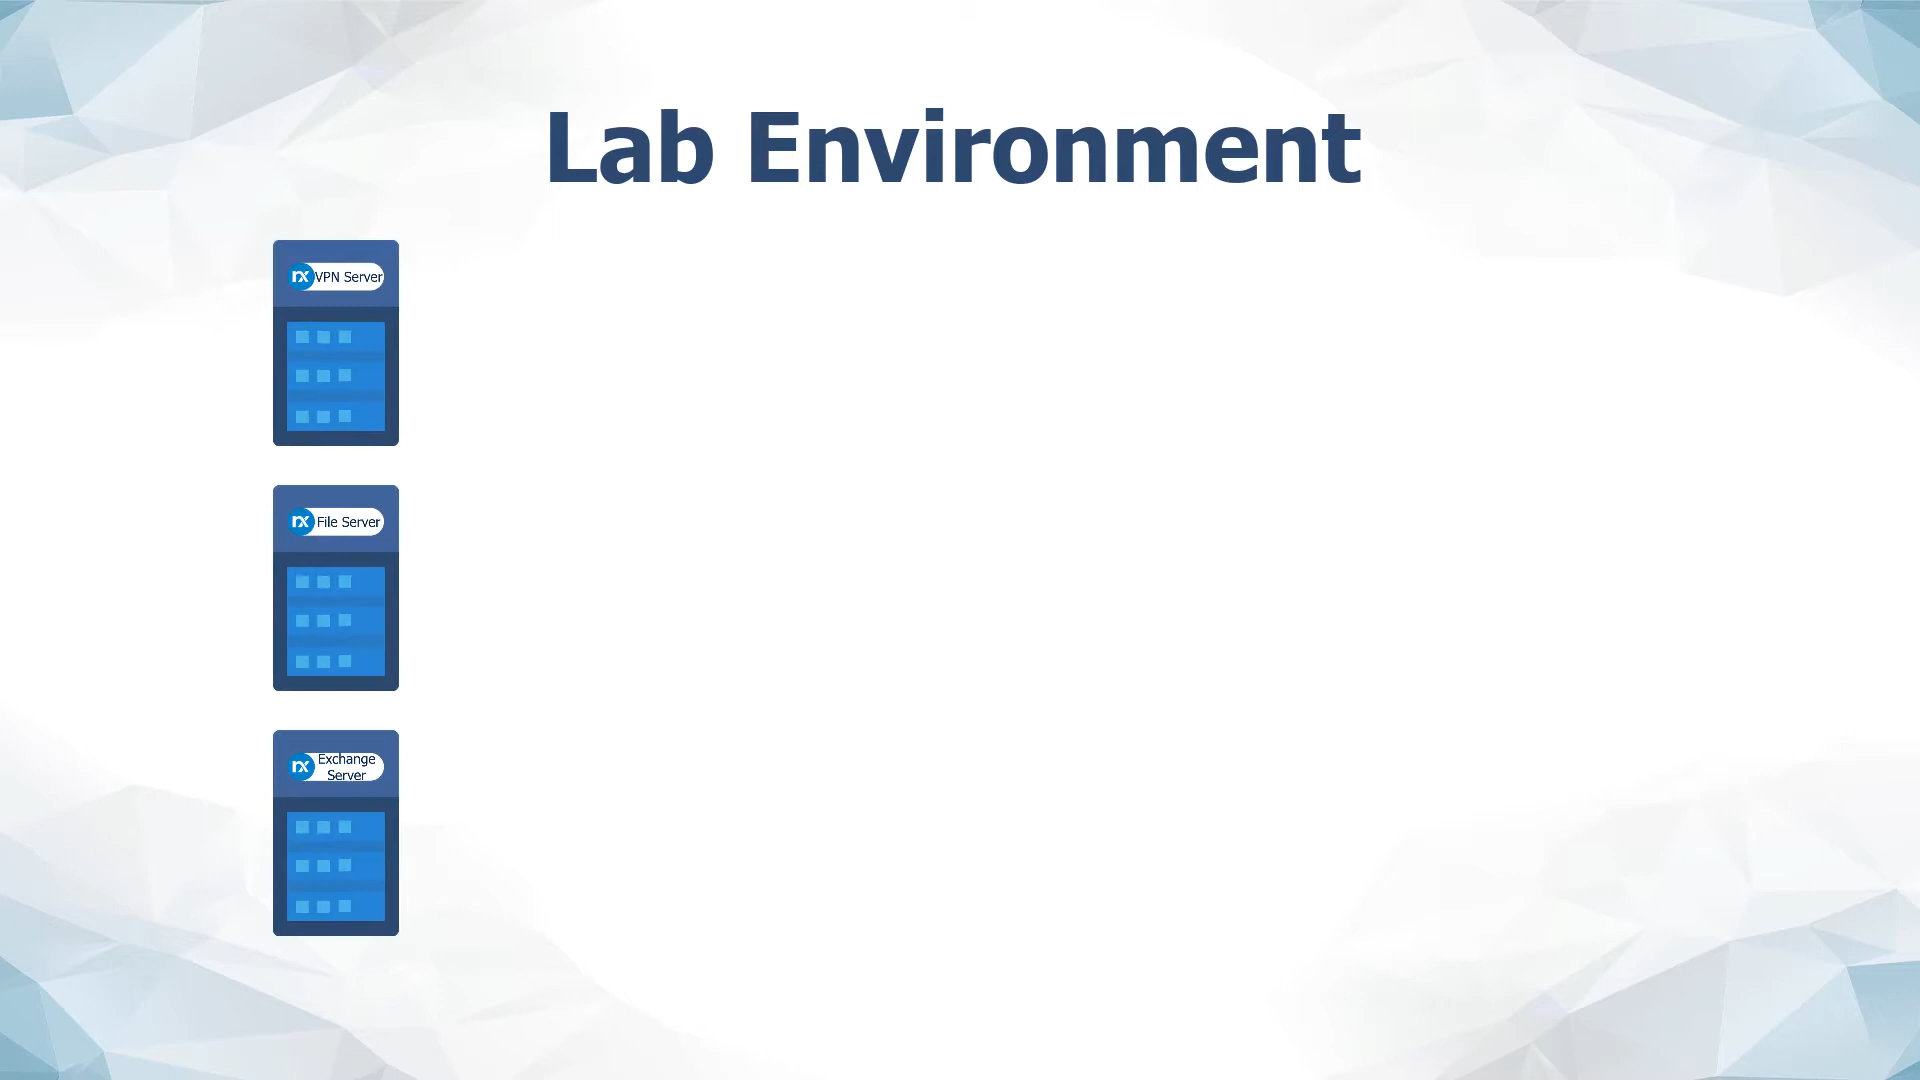 Lab Environment
rx VPN Server
rx File Server
rx Exchange
Server